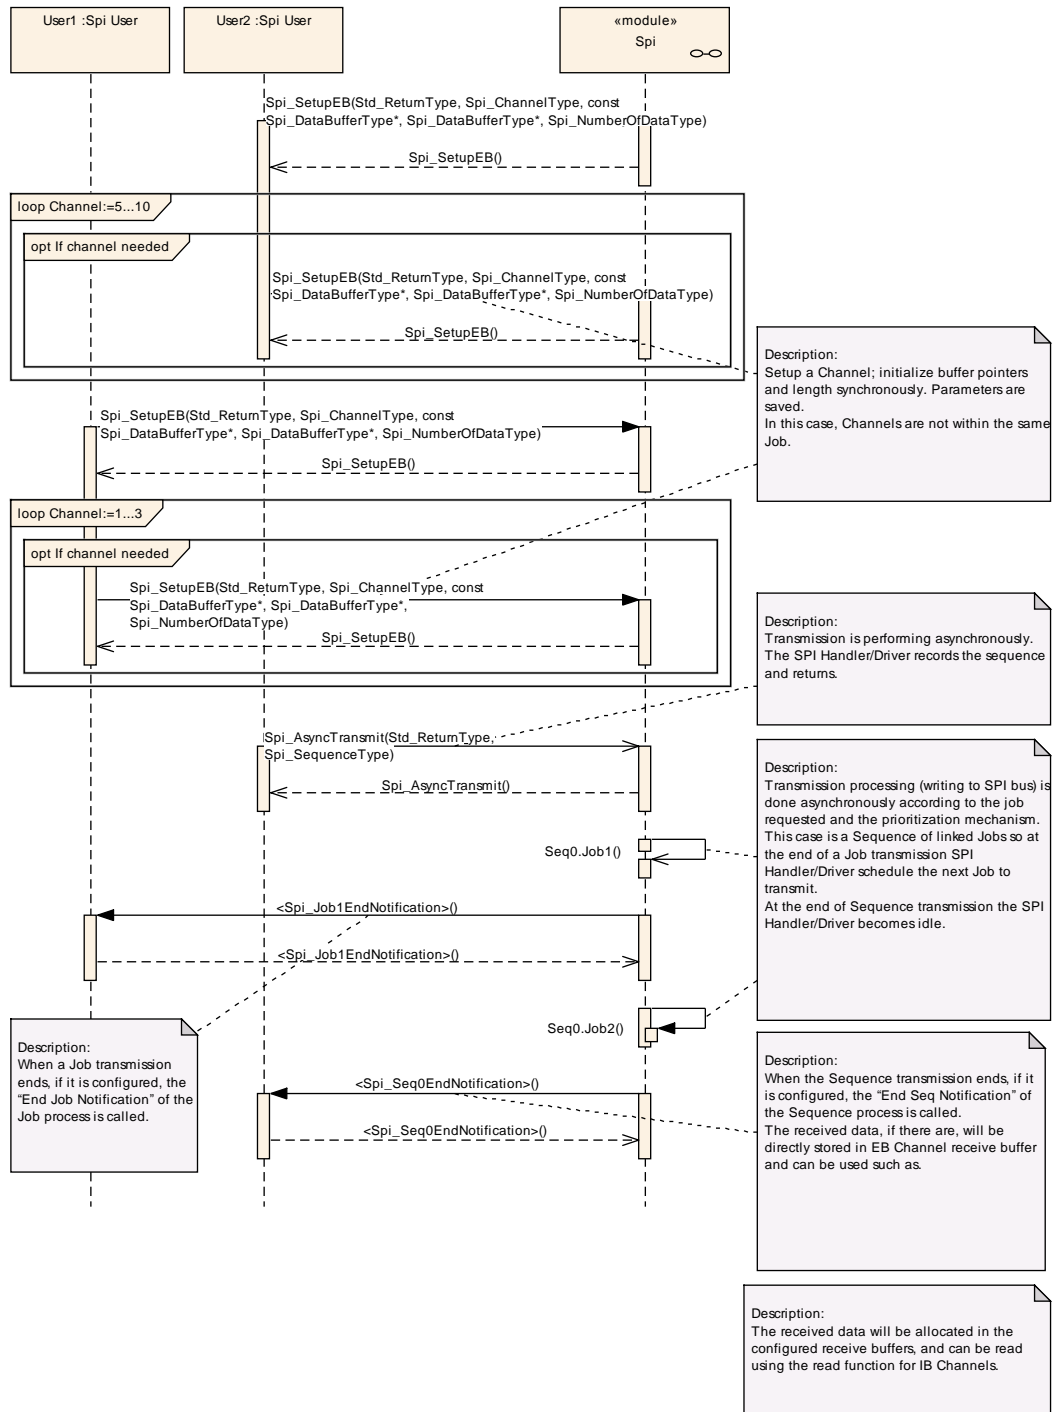 User1 :Spi User
User2 :Spi User
«module»
Spi
Spi_SetupEB(Std_ReturnType, Spi_ChannelType, const
Spi_DataBufferType*, Spi_DataBufferType*, Spi_NumberOfDataType)
Spi_SetupEB()
loop Channel:=5...10
opt If channel needed
Spi_SetupEB(Std_ReturnType, Spi_ChannelType, const
Spi_DataBufferType*, Spi_DataBufferType*, Spi_NumberOfDataType)
Spi_SetupEB()
Description:
Setup a Channel; initialize buffer pointers
and length synchronously. Parameters are
saved.
In this case, Channels are not within the same
Job.
Spi_SetupEB(Std_ReturnType, Spi_ChannelType, const
Spi_DataBufferType*, Spi_DataBufferType*, Spi_NumberOfDataType)
Spi_SetupEB()
loop Channel:=1...3
opt If channel needed
Spi_SetupEB(Std_ReturnType, Spi_ChannelType, const
Spi_DataBufferType*, Spi_DataBufferType*,
Spi_NumberOfDataType)
Spi_SetupEB()
Description:
Transmission is performing asynchronously.
The SPI Handler/Driver records the sequence
and returns.
Spi_AsyncTransmit(Std_ReturnType,
Spi_SequenceType)
Spi_AsyncTransmit()
Description:
Transmission processing (writing to SPI bus) is
done asynchronously according to the job
requested and the prioritization mechanism.
This case is a Sequence of linked Jobs so at
the end of a Job transmission SPI
Handler/Driver schedule the next Job to
transmit.
At the end of Sequence transmission the SPI
Handler/Driver becomes idle.
Seq0.Job1()
<Spi_Job1EndNotification>()
<Spi_Job1EndNotification>()
Description:
When a Job transmission
ends, if it is configured, the
“End Job Notification” of the
Job process is called.
Seq0.Job2()
<Spi_Seq0EndNotification>()
<Spi_Seq0EndNotification>()
Description:
When the Sequence transmission ends, if it
is configured, the “End Seq Notification” of
the Sequence process is called.
The received data, if there are, will be
directly stored in EB Channel receive buffer
and can be used such as.
Description:
The received data will be allocated in the
configured receive buffers, and can be read
using the read function for IB Channels.